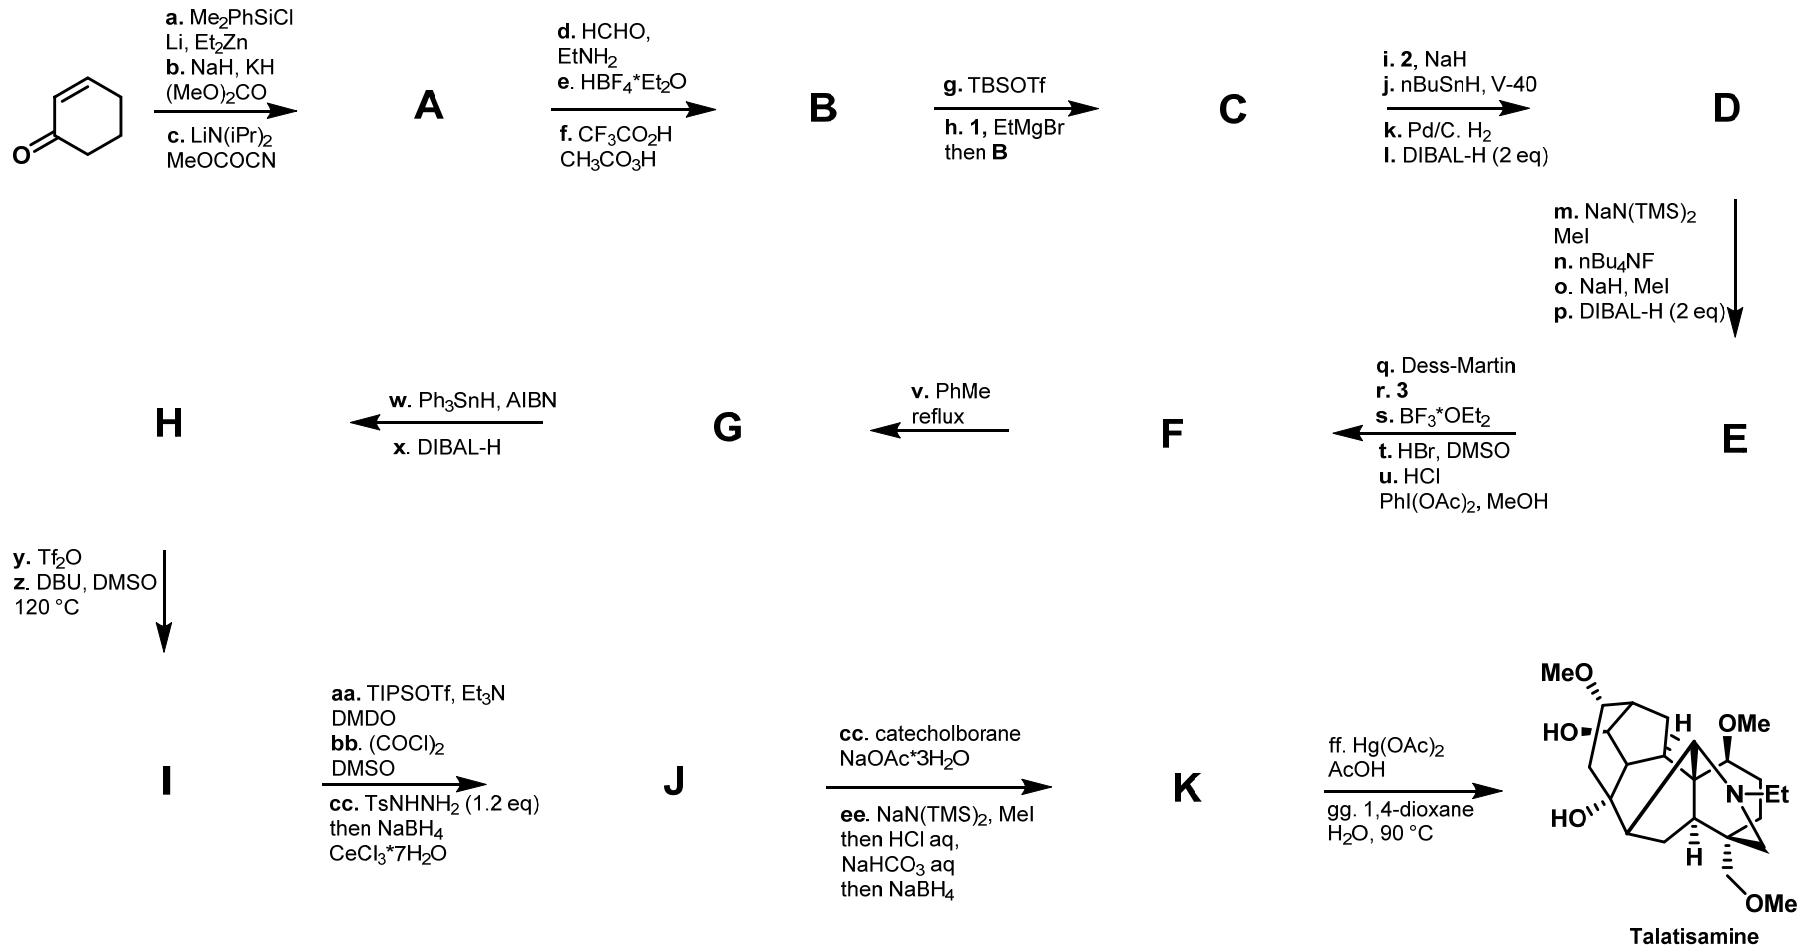 a. Me2PhSiCl
Li, Et2Zn
b. NaH, KH
(MeO)2CO
c. LiN(iPr)2
MeOCOCN
O
A
d. HCHO,
EtNH2
e. HBF4*Et2O
f. CF3CO2H
CH3CO3H
B
g. TBSOTf
h. 1, EtMgBr
then B
C
i. 2, NaH
j. nBuSnH, V-40
k. Pd/C. H2
l. DIBAL-H (2 eq)
D
m. NaN(TMS)2
MeI
n. nBu4NF
o. NaH, MeI
p. DIBAL-H (2 eq)
E
q. Dess-Martin
r. 3
s. BF3*OEt2
t. HBr, DMSO
u. HCl
PhI(OAc)2, MeOH
F
v. PhMe
reflux
G
w. Ph3SnH, AIBN
x. DIBAL-H
H
y. Tf2O
z. DBU, DMSO
120 °C
I
aa. TIPSOTf, Et3N
DMDO
bb. (COCl)2
DMSO
cc. TsNHNH2 (1.2 eq)
then NaBH4
CeCl3*7H2O
J
cc. catecholborane
NaOAc*3H2O
ee. NaN(TMS)2, MeI
then HCl aq,
NaHCO3 aq
then NaBH4
K
ff. Hg(OAc)2
AcOH
gg. 1,4-dioxane
H2O, 90 °C
MeO
HO
H
OMe
N
Et
HO
H
OMe
Talatisamine